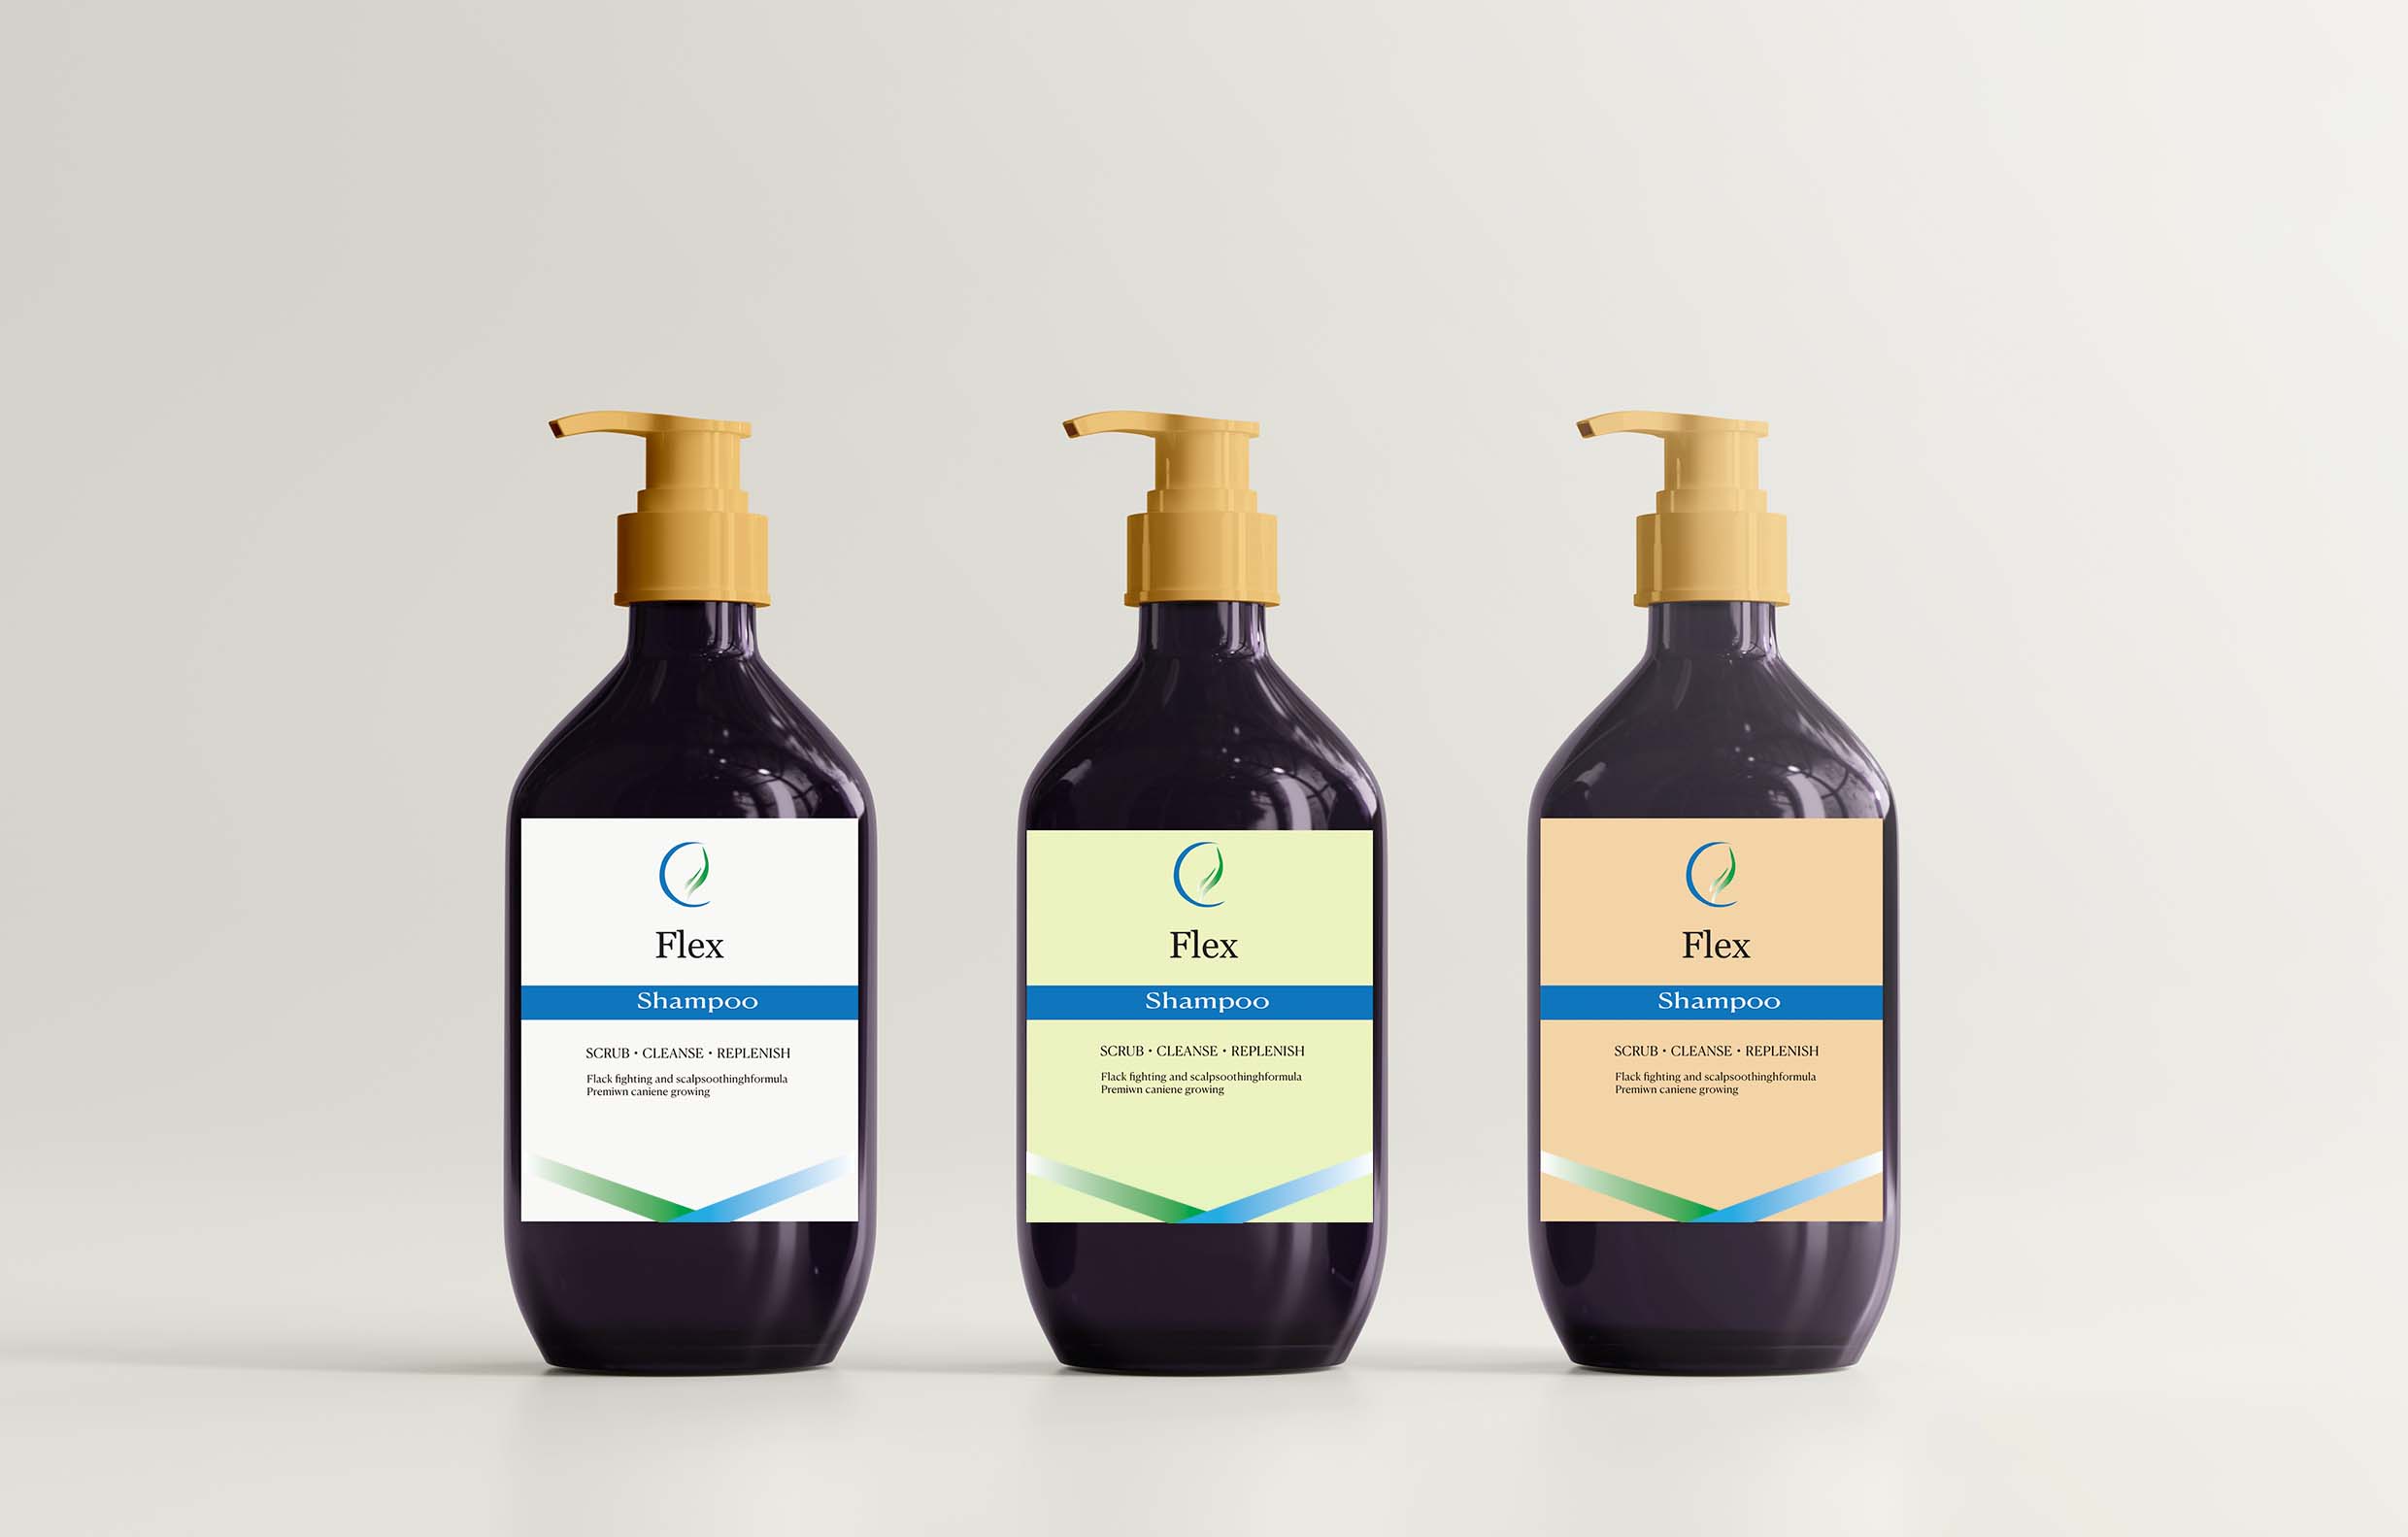 Flex
Shampoo
SCRUB • CLEANSE • REPLENISH
Flack fighting and scalpsoothinghformula
Premiwn caniene growing
Flex
Shampoo
SCRUB • CLEANSE • REPLENISH
Flack fighting and scalpsoothinghformula
Premiwn caniene growing
Flex
Shampoo
SCRUB • CLEANSE • REPLENISH
Flack fighting and scalpsoothinghformula
Premiwn caniene growing